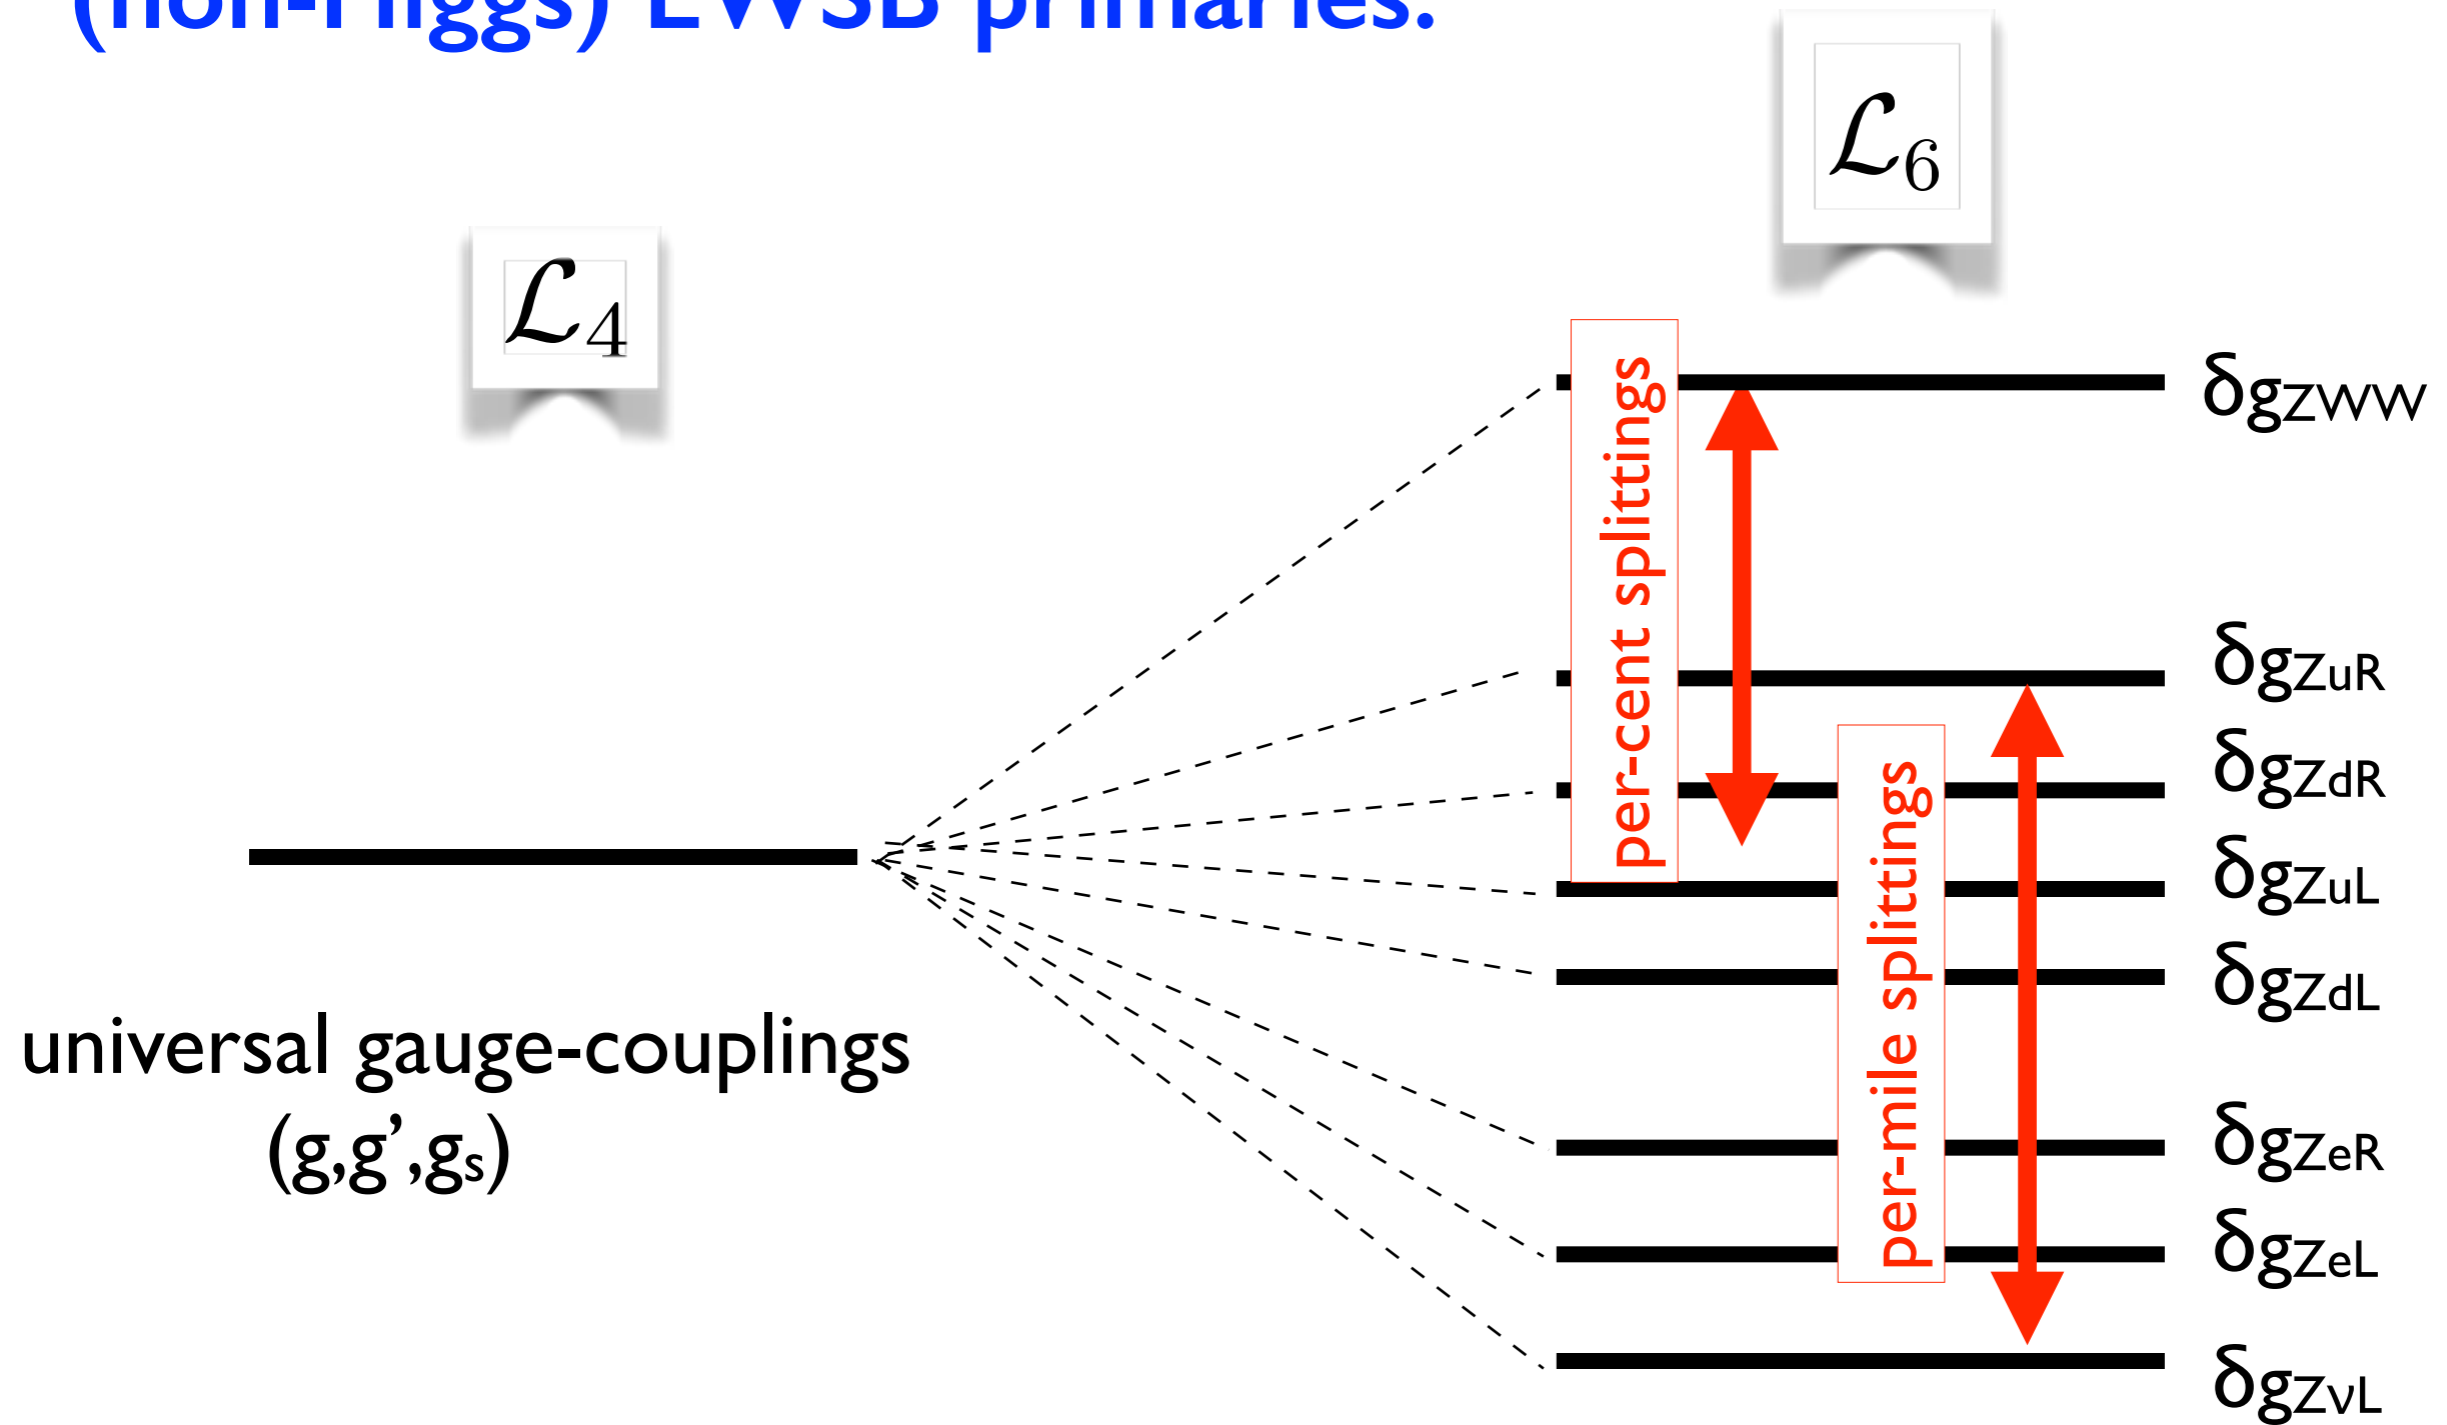 (non-Higgs) EWSB primaries:
ℒ₆
ℒ₄
per-cent splittings
δgZWW
δgZuR
δgZdR
per-mile splittings
δgZuL
δgZdL
universal gauge-couplings
(g,g’,gₛ)
δgZeR
δgZeL
δgZνL